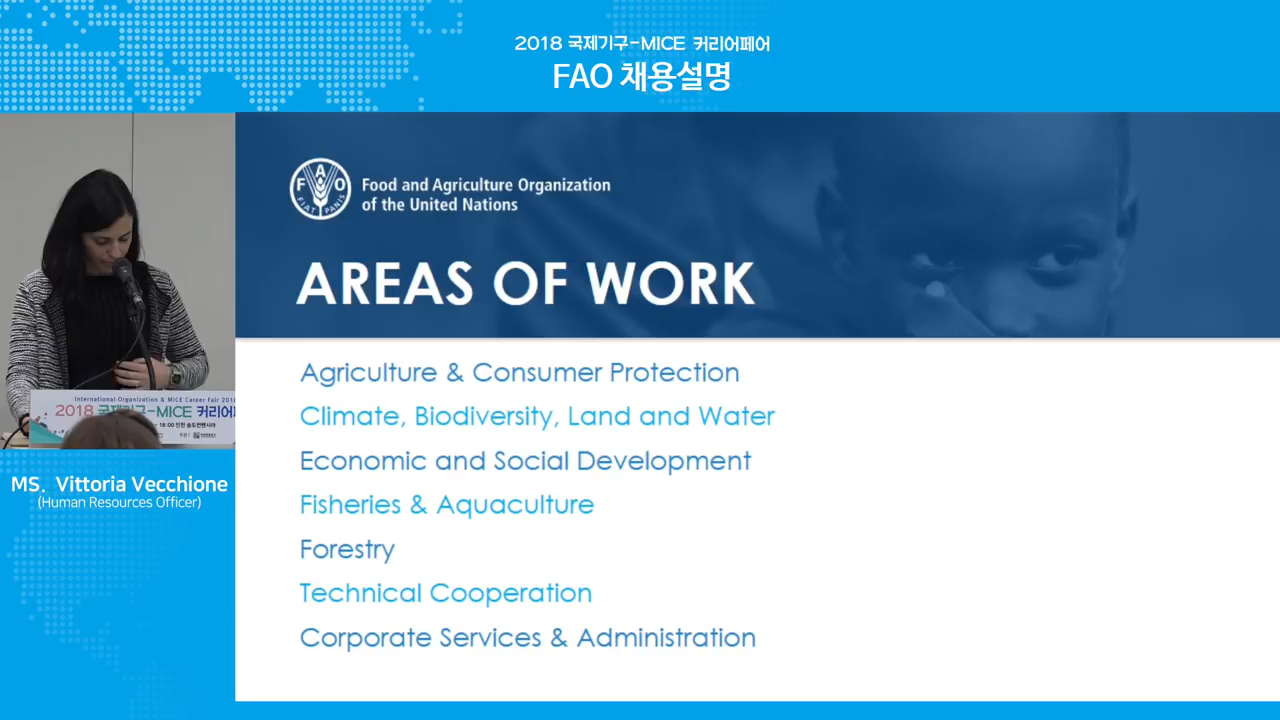 2018 국제기구-MICE 커리어페어
FAO 채용설명
F A O
FIAT PANIS
Food and Agriculture Organization
of the United Nations
AREAS OF WORK
Agriculture & Consumer Protection
Climate, Biodiversity, Land and Water
Economic and Social Development
Fisheries & Aquaculture
Forestry
Technical Cooperation
Corporate Services & Administration
International Organization & MICE Career Fair 2018
2018 국제기구-MICE 커리어
18:00 인천 송도컨벤시아
MS. Vittoria Vecchione
(Human Resources Officer)